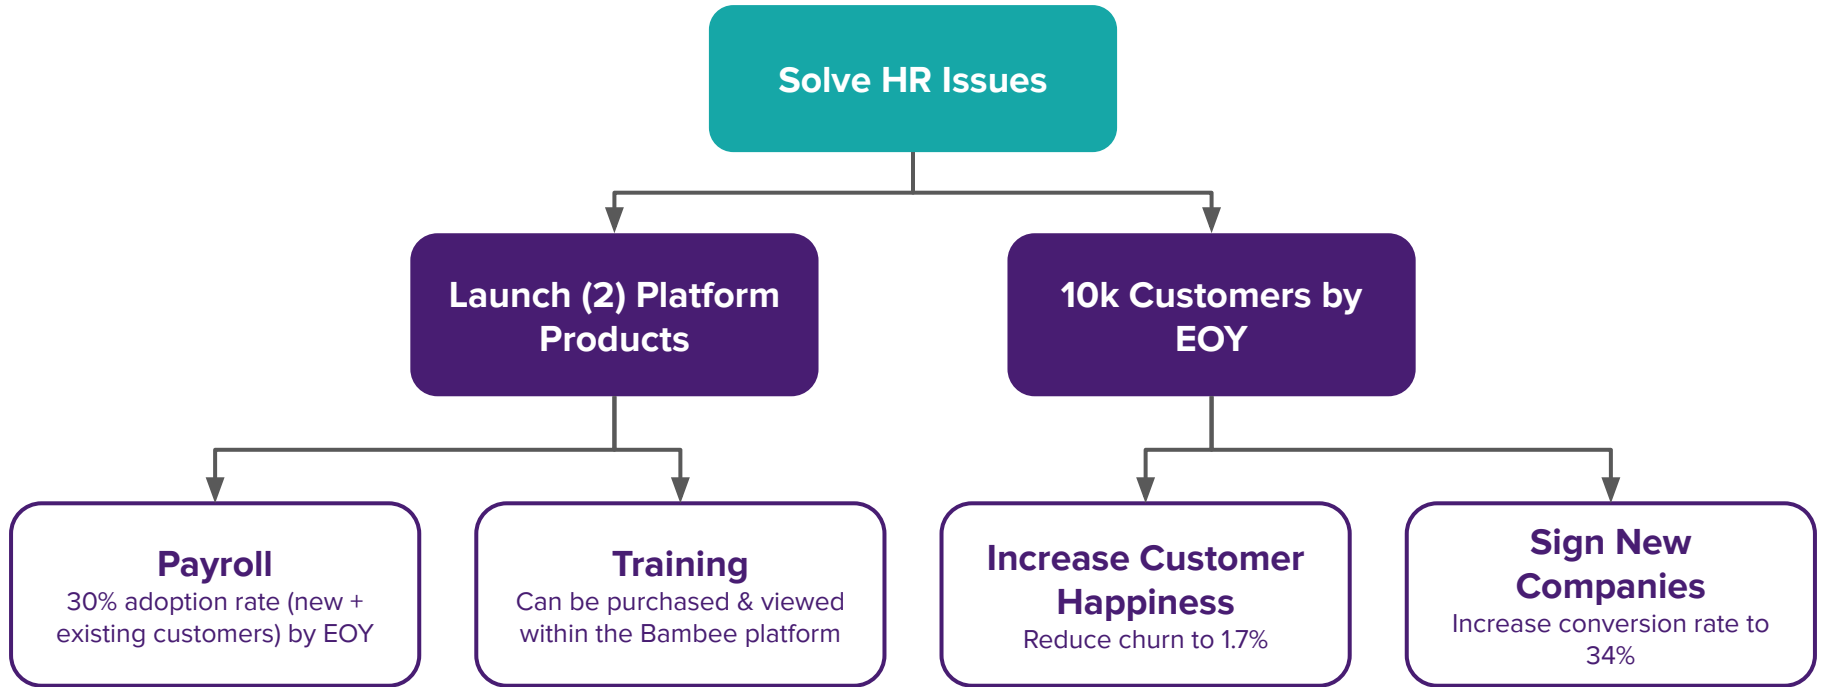 Solve HR Issues
Launch (2) Platform
Products
10k Customers by
EOY
Payroll
30% adoption rate (new +
existing customers) by EOY
Training
Can be purchased & viewed
within the Bambee platform
Increase Customer
Happiness
Reduce churn to 1.7%
Sign New
Companies
Increase conversion rate to
34%